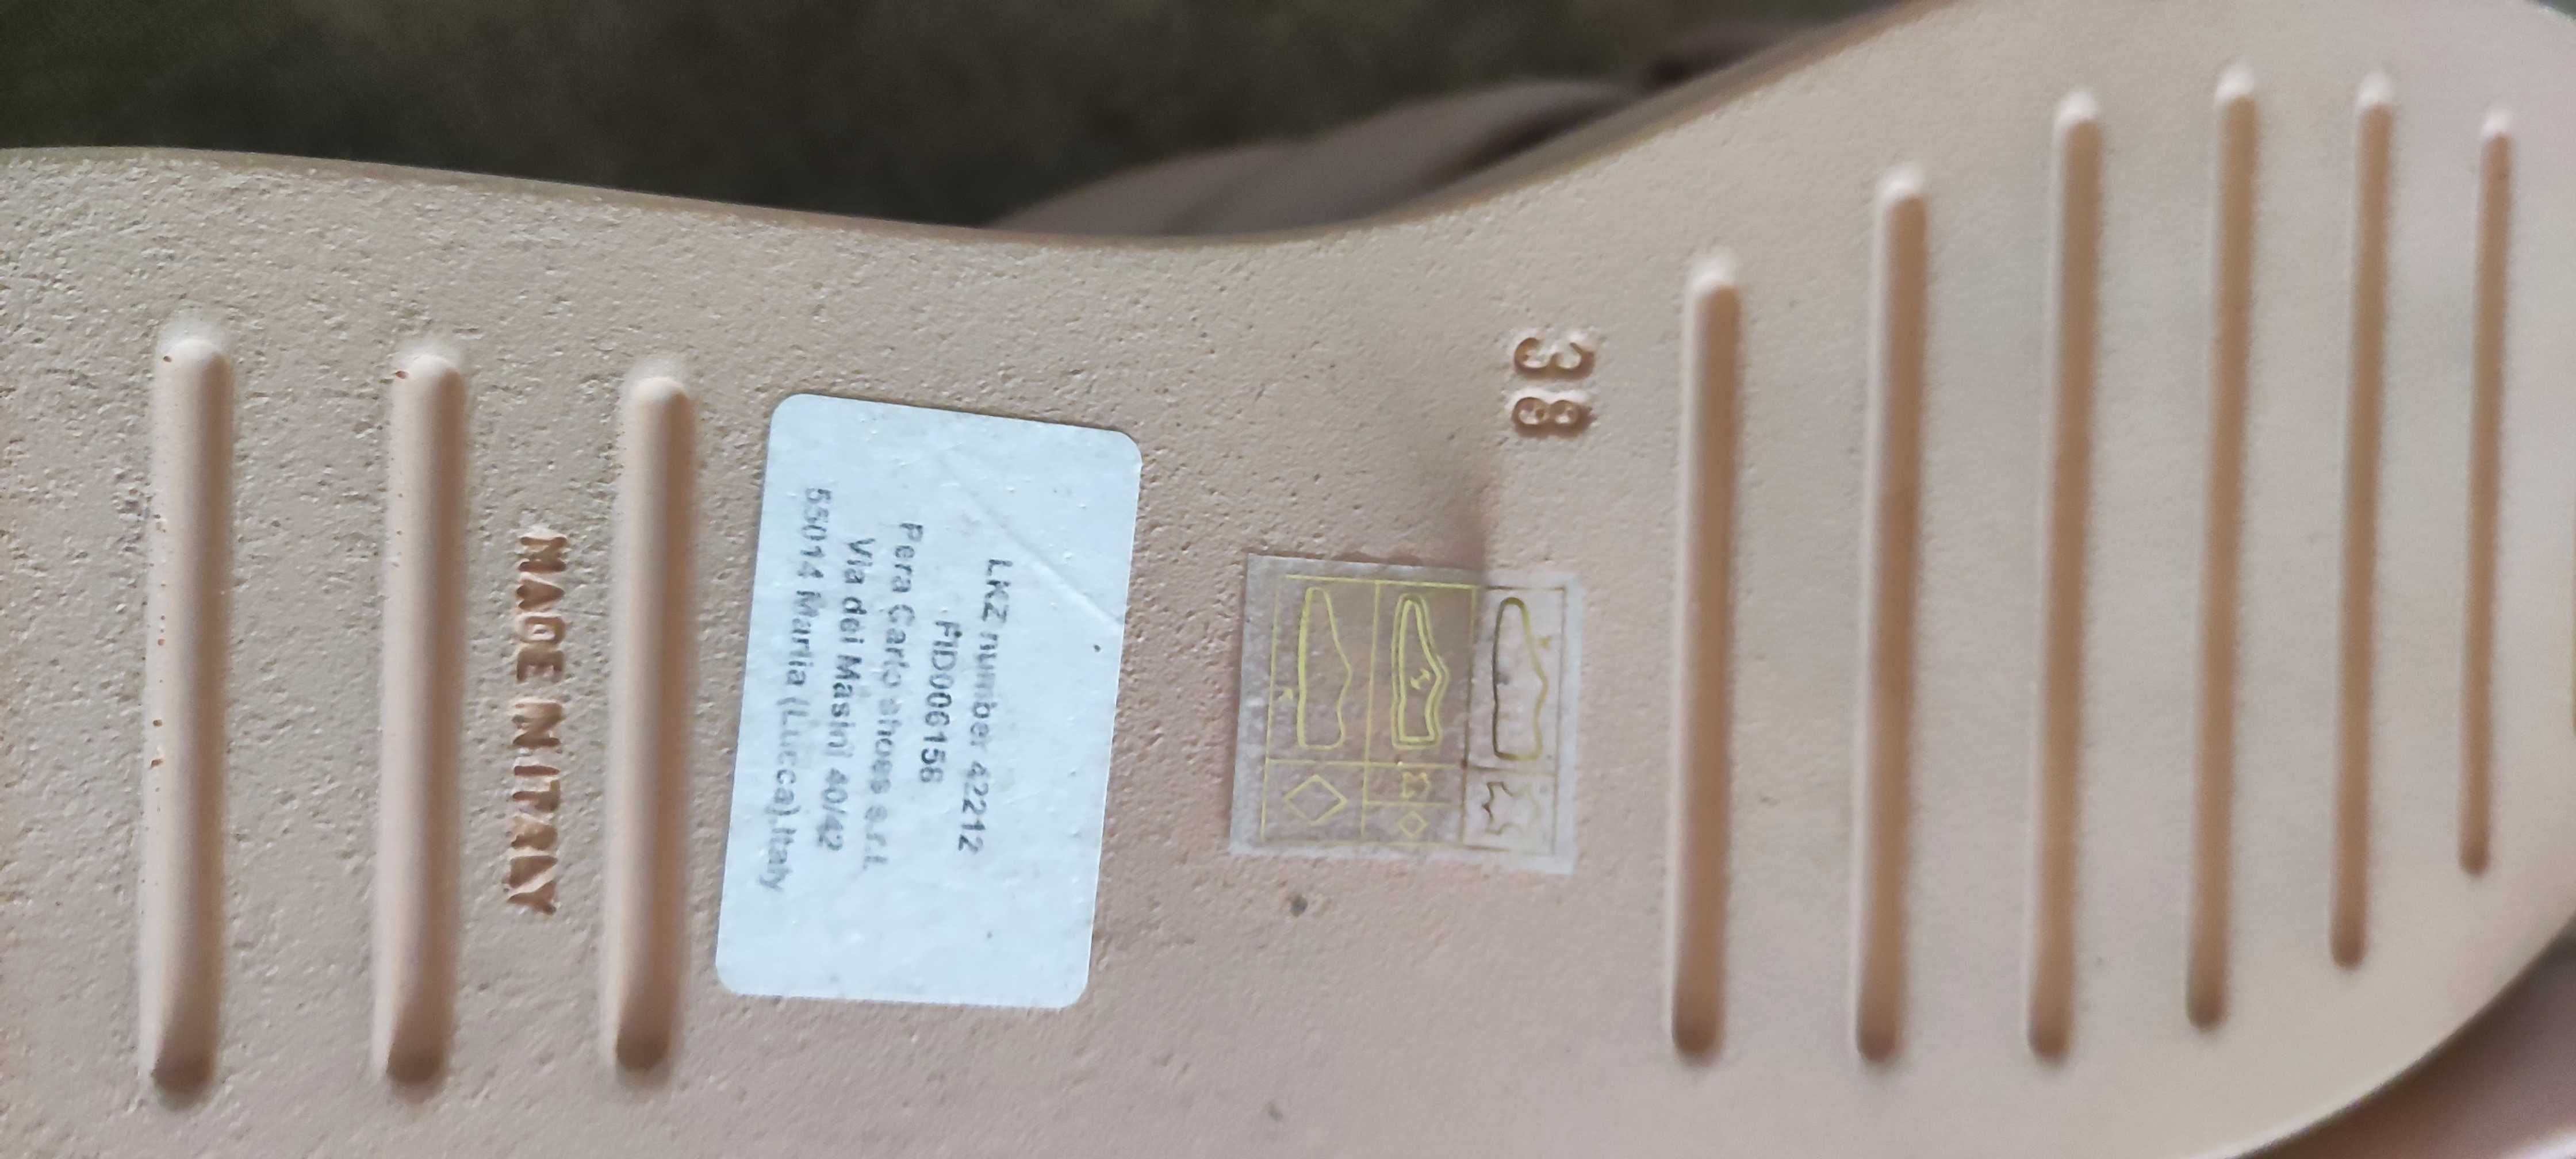 38
LKZ number 42212
FID006156
Pera Carlo shoes s.r.l.
Via dei Masini 40/42
55014 Marlia (Lucca) Italy
MADE IN ITALY